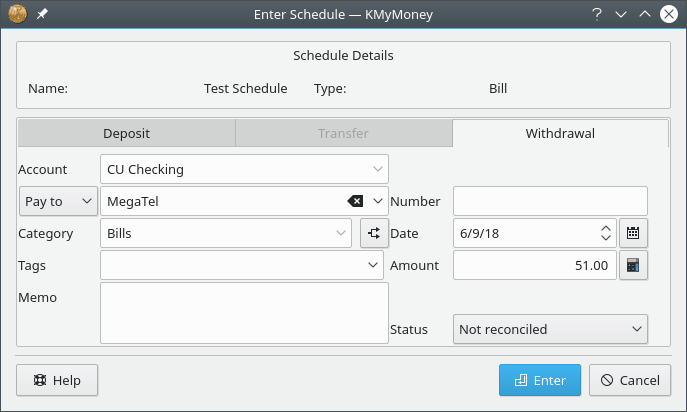 Enter Schedule — KMyMoney
Schedule Details
Name: Test Schedule Type: Bill
Deposit Transfer Withdrawal
Account CU Checking
Pay to MegaTel Number
Category Bills Date 6/9/18
Tags Amount 51.00
Memo
Status Not reconciled
Help Enter Cancel